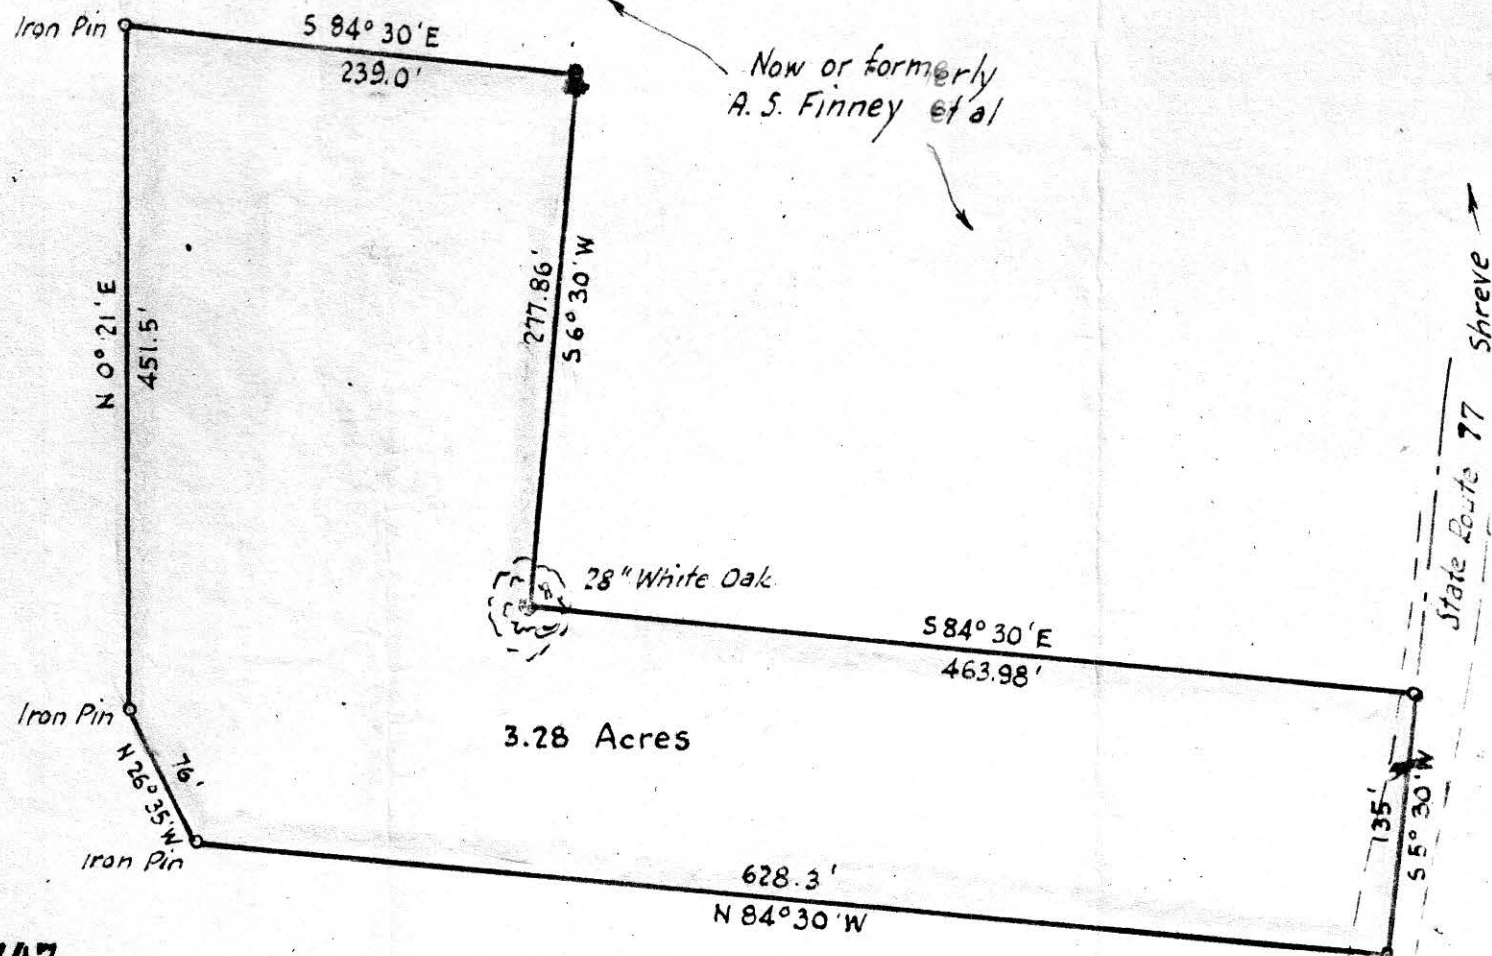 Iron Pin
S 84° 30' E
239.0'
Now or formerly
A. S. Finney et al
N 0° 21' E
451.5'
277.86'
S 6° 30' W
Shreve
State Route 77
28" White Oak
S 84° 30' E
463.98'
Iron Pin
3.28 Acres
76'
N 26° 35' W
Iron Pin
135'
S 5° 30' W
628.3'
N 84° 30' W